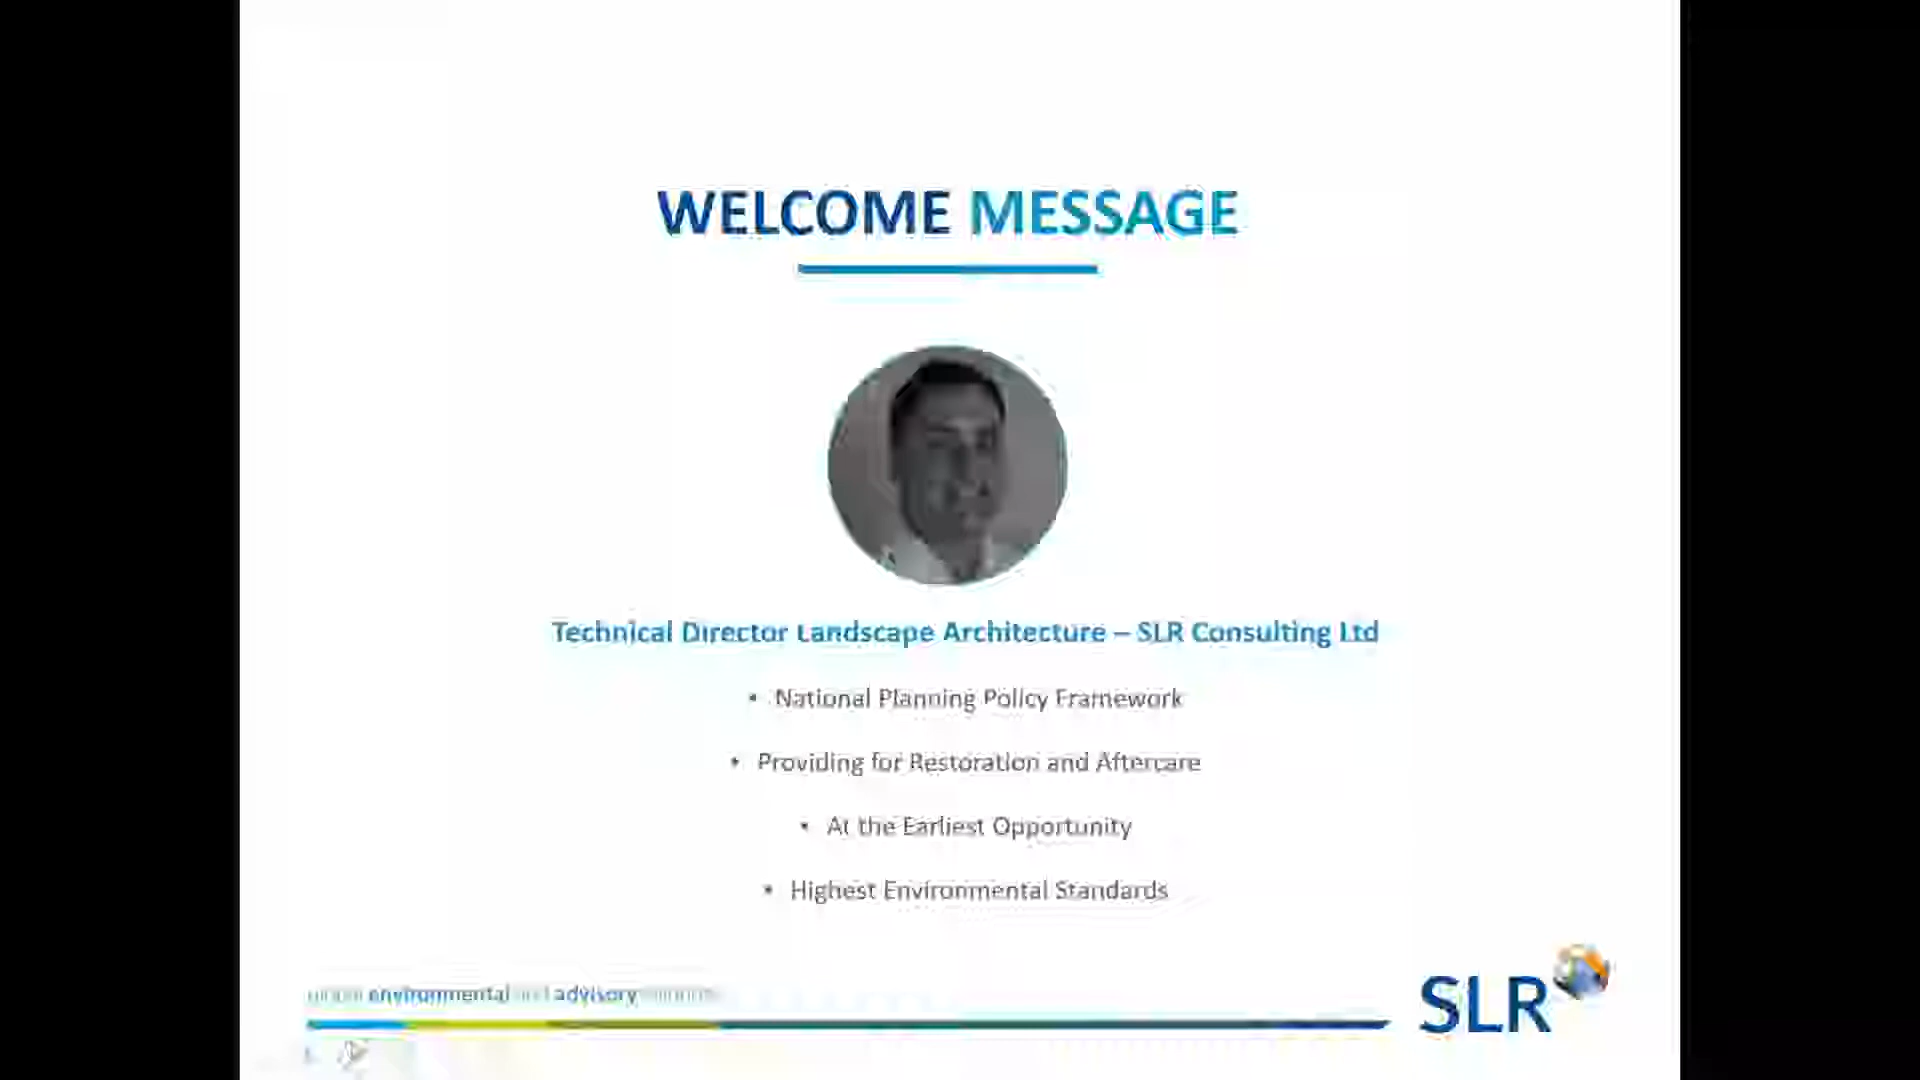 WELCOME MESSAGE
Technical Director Landscape Architecture – SLR Consulting Ltd
• National Planning Policy Framework
• Providing for Restoration and Aftercare
• At the Earliest Opportunity
• Highest Environmental Standards
environmental and advisory
SLR